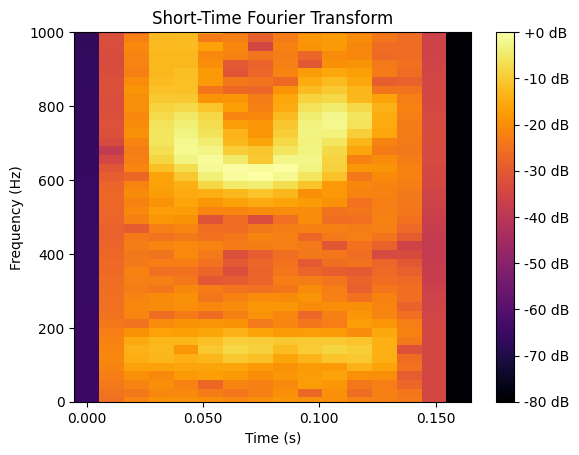 Short-Time Fourier Transform
Frequency (Hz)
1000
800
600
400
200
0
0.000
0.050
0.100
0.150
Time (s)
+0 dB
-10 dB
-20 dB
-30 dB
-40 dB
-50 dB
-60 dB
-70 dB
-80 dB